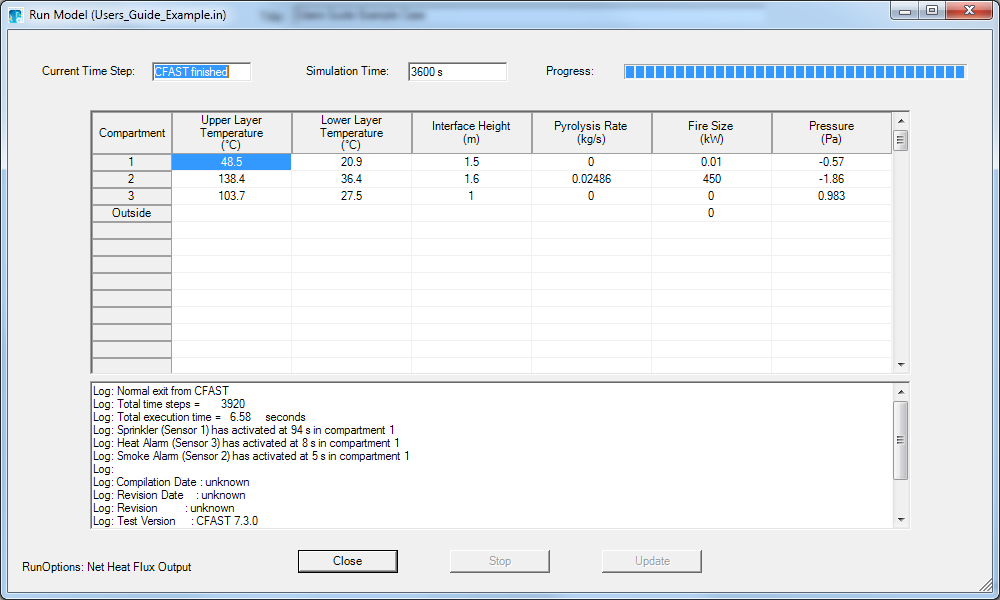 Run Model (Users_Guide_Example.in)
Current Time Step: CFAST finished Simulation Time: 3600 s Progress:
Compartment Upper Layer Temperature (°C) Lower Layer Temperature (°C) Interface Height (m) Pyrolysis Rate (kg/s) Fire Size (kW) Pressure (Pa)
1 48.5 20.9 1.5 0 0.01 -0.57
2 138.4 36.4 1.6 0.02486 450 -1.86
3 103.7 27.5 1 0 0 0.983
Outside 0
Log: Normal exit from CFAST
Log: Total time steps = 3920
Log: Total execution time = 6.58 seconds
Log: Sprinkler (Sensor 1) has activated at 94 s in compartment 1
Log: Heat Alarm (Sensor 3) has activated at 8 s in compartment 1
Log: Smoke Alarm (Sensor 2) has activated at 5 s in compartment 1
Log:
Log: Compilation Date : unknown
Log: Revision Date : unknown
Log: Revision : unknown
Log: Test Version : CFAST 7.3.0
RunOptions: Net Heat Flux Output Close Stop Update